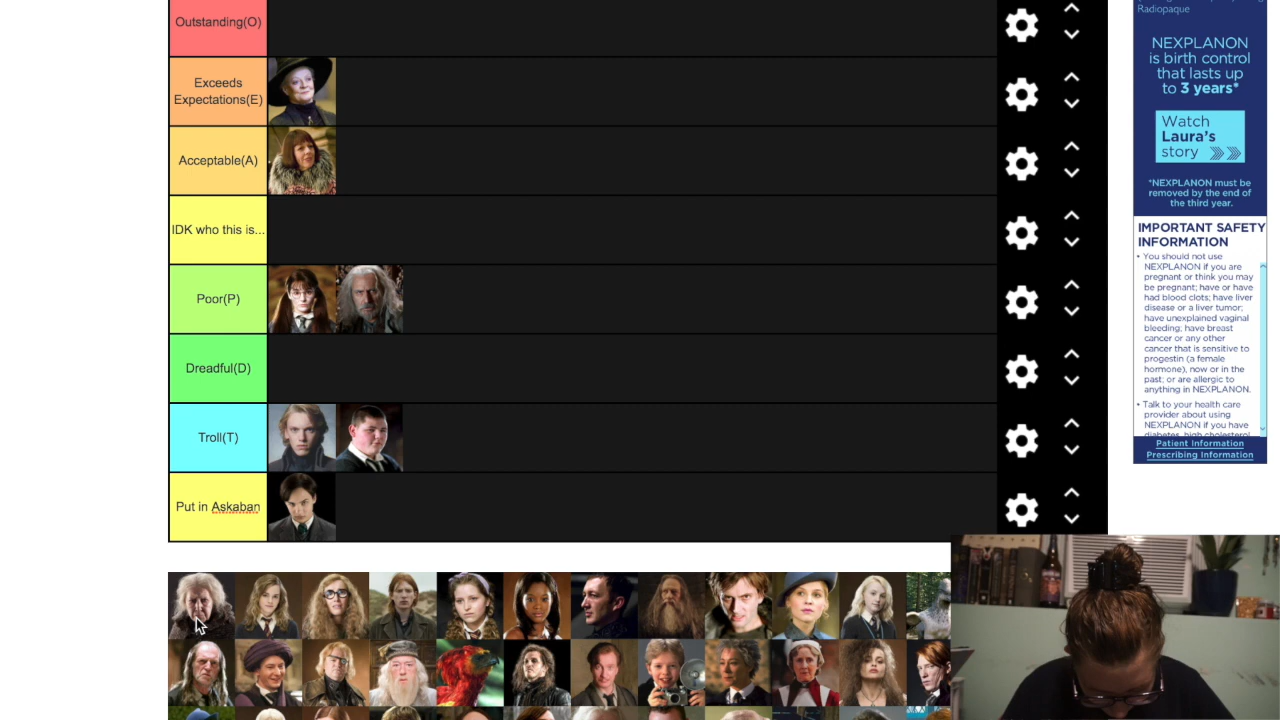 Outstanding(O)
Exceeds
Expectations(E)
Acceptable(A)
IDK who this is...
Poor(P)
Dreadful(D)
Troll(T)
Put in Askaban
Radiopaque
NEXPLANON
is birth control
that lasts up
to 3 years*
Watch
Laura's
story
*NEXPLANON must be
removed by the end of
the third year.
IMPORTANT SAFETY
INFORMATION
• You should not use
NEXPLANON if you are
pregnant or think you may
be pregnant; have or have
had blood clots; have liver
disease or a liver tumor;
have unexplained vaginal
bleeding; have breast
cancer or any other
cancer that is sensitive to
progestin (a female
hormone), now or in the
past; or are allergic to
anything in NEXPLANON.
• Talk to your health care
provider about using
NEXPLANON if you have
diabetes, high cholesterol
Patient Information
Prescribing Information